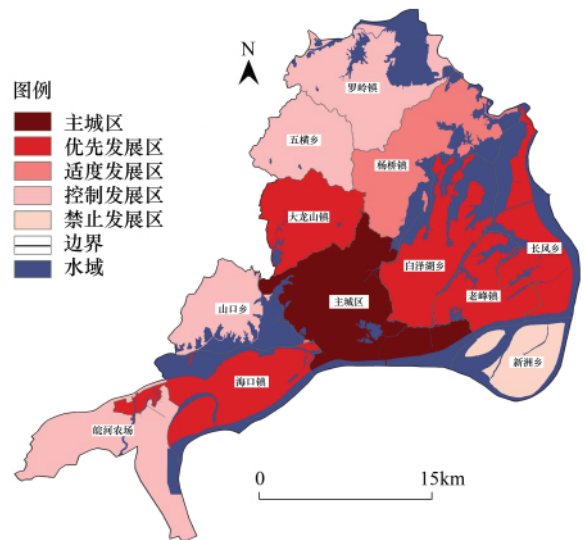 图例
主城区
优先发展区
适度发展区
控制发展区
禁止发展区
边界
水域
N
罗岭镇
五横乡
杨桥镇
大龙山镇
长风乡
白泽湖乡
老峰镇
主城区
山口乡
新洲乡
海口镇
皖河农场
0 15km